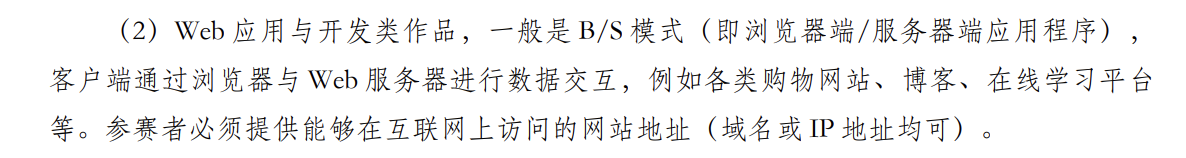 （2）Web 应用与开发类作品，一般是 B/S 模式（即浏览器端/服务器端应用程序），
客户端通过浏览器与 Web 服务器进行数据交互，例如各类购物网站、博客、在线学习平台
等。参赛者必须提供能够在互联网上访问的网站地址（域名或 IP 地址均可）。